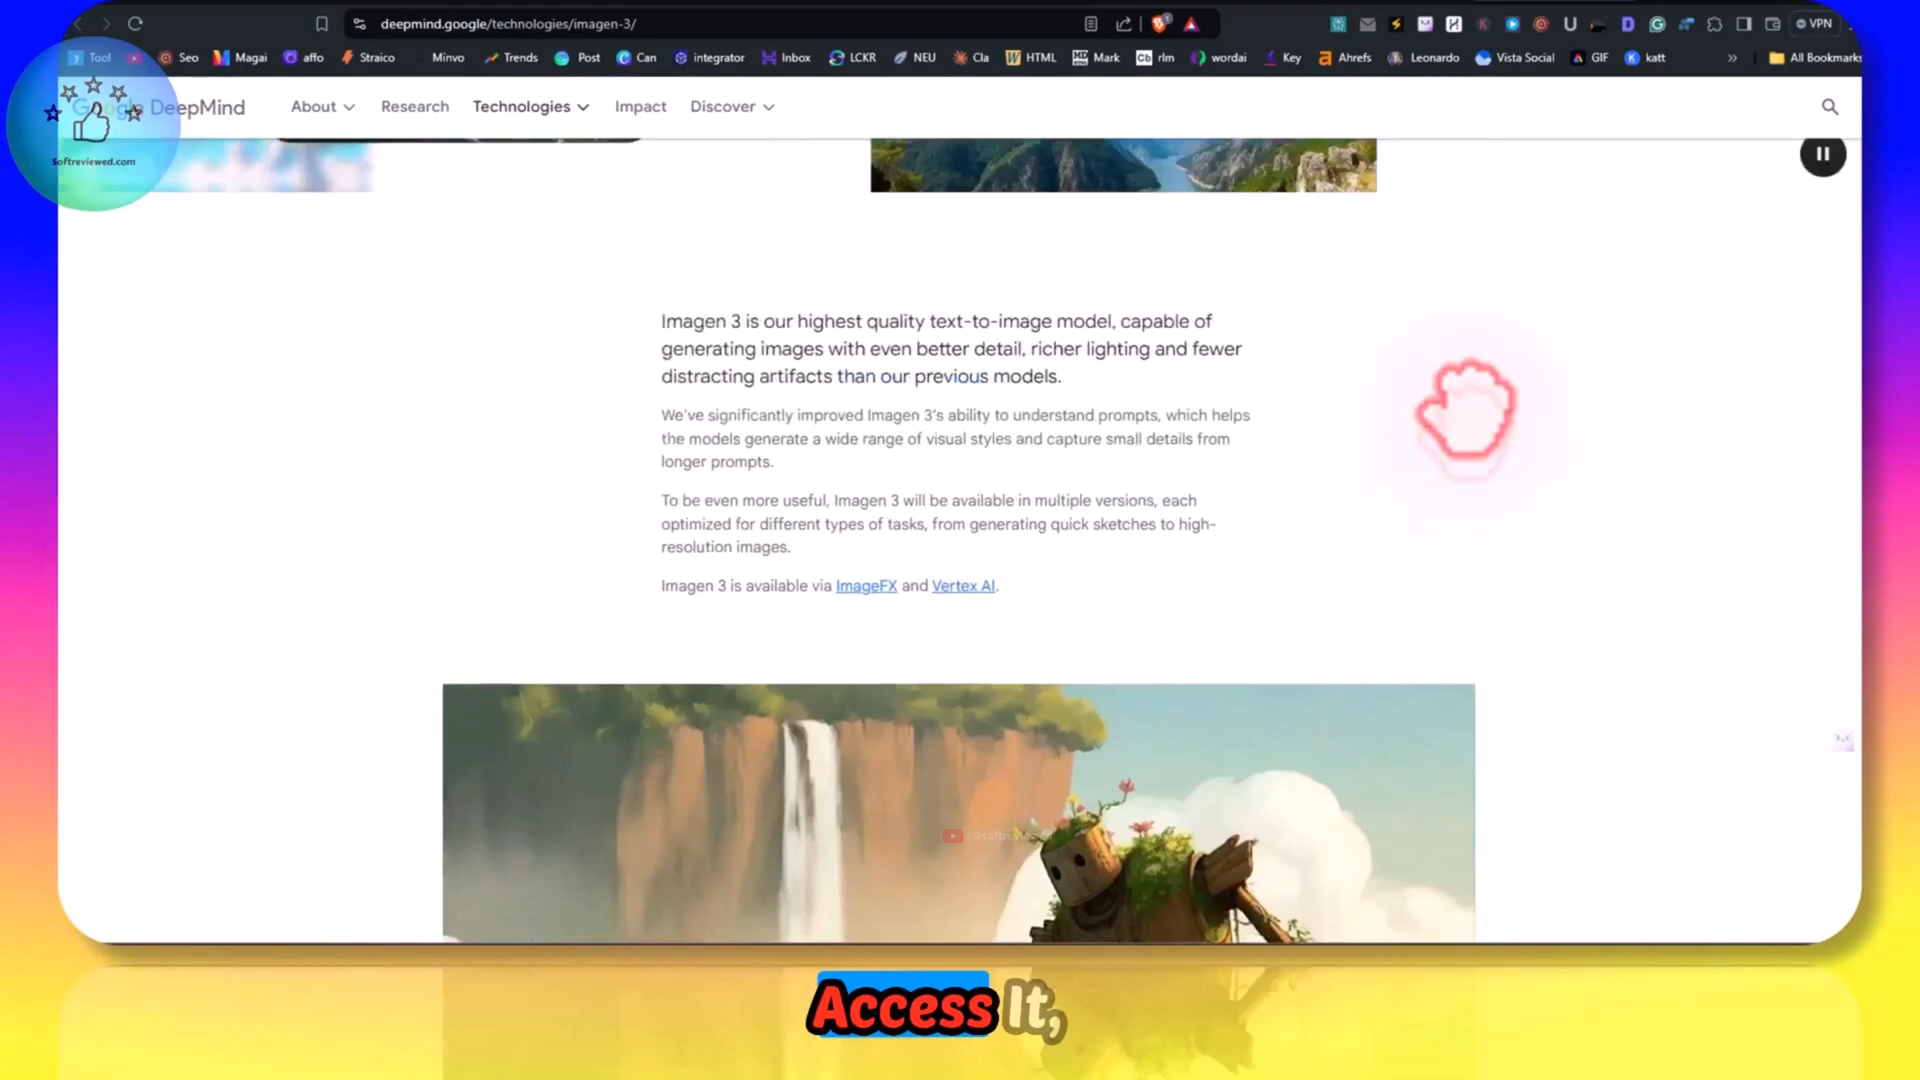 deepmind.google/technologies/imagen-3/
VPN
Tool
Seo
Magai
affo
Straico
Minvo
Trends
Post
Can
integrator
Inbox
LCKR
NEU
Cla
HTML
Mark
rlm
wordai
Key
Ahrefs
Leonardo
Vista Social
GIF
katt
»
All Bookmarks
Google DeepMind
About
Research
Technologies
Impact
Discover
Softreviewed.com
Imagen 3 is our highest quality text-to-image model, capable of
generating images with even better detail, richer lighting and fewer
distracting artifacts than our previous models.
We've significantly improved Imagen 3's ability to understand prompts, which helps
the models generate a wide range of visual styles and capture small details from
longer prompts.
To be even more useful, Imagen 3 will be available in multiple versions, each
optimized for different types of tasks, from generating quick sketches to high-
resolution images.
Imagen 3 is available via ImageFX and Vertex AI.
Access It,